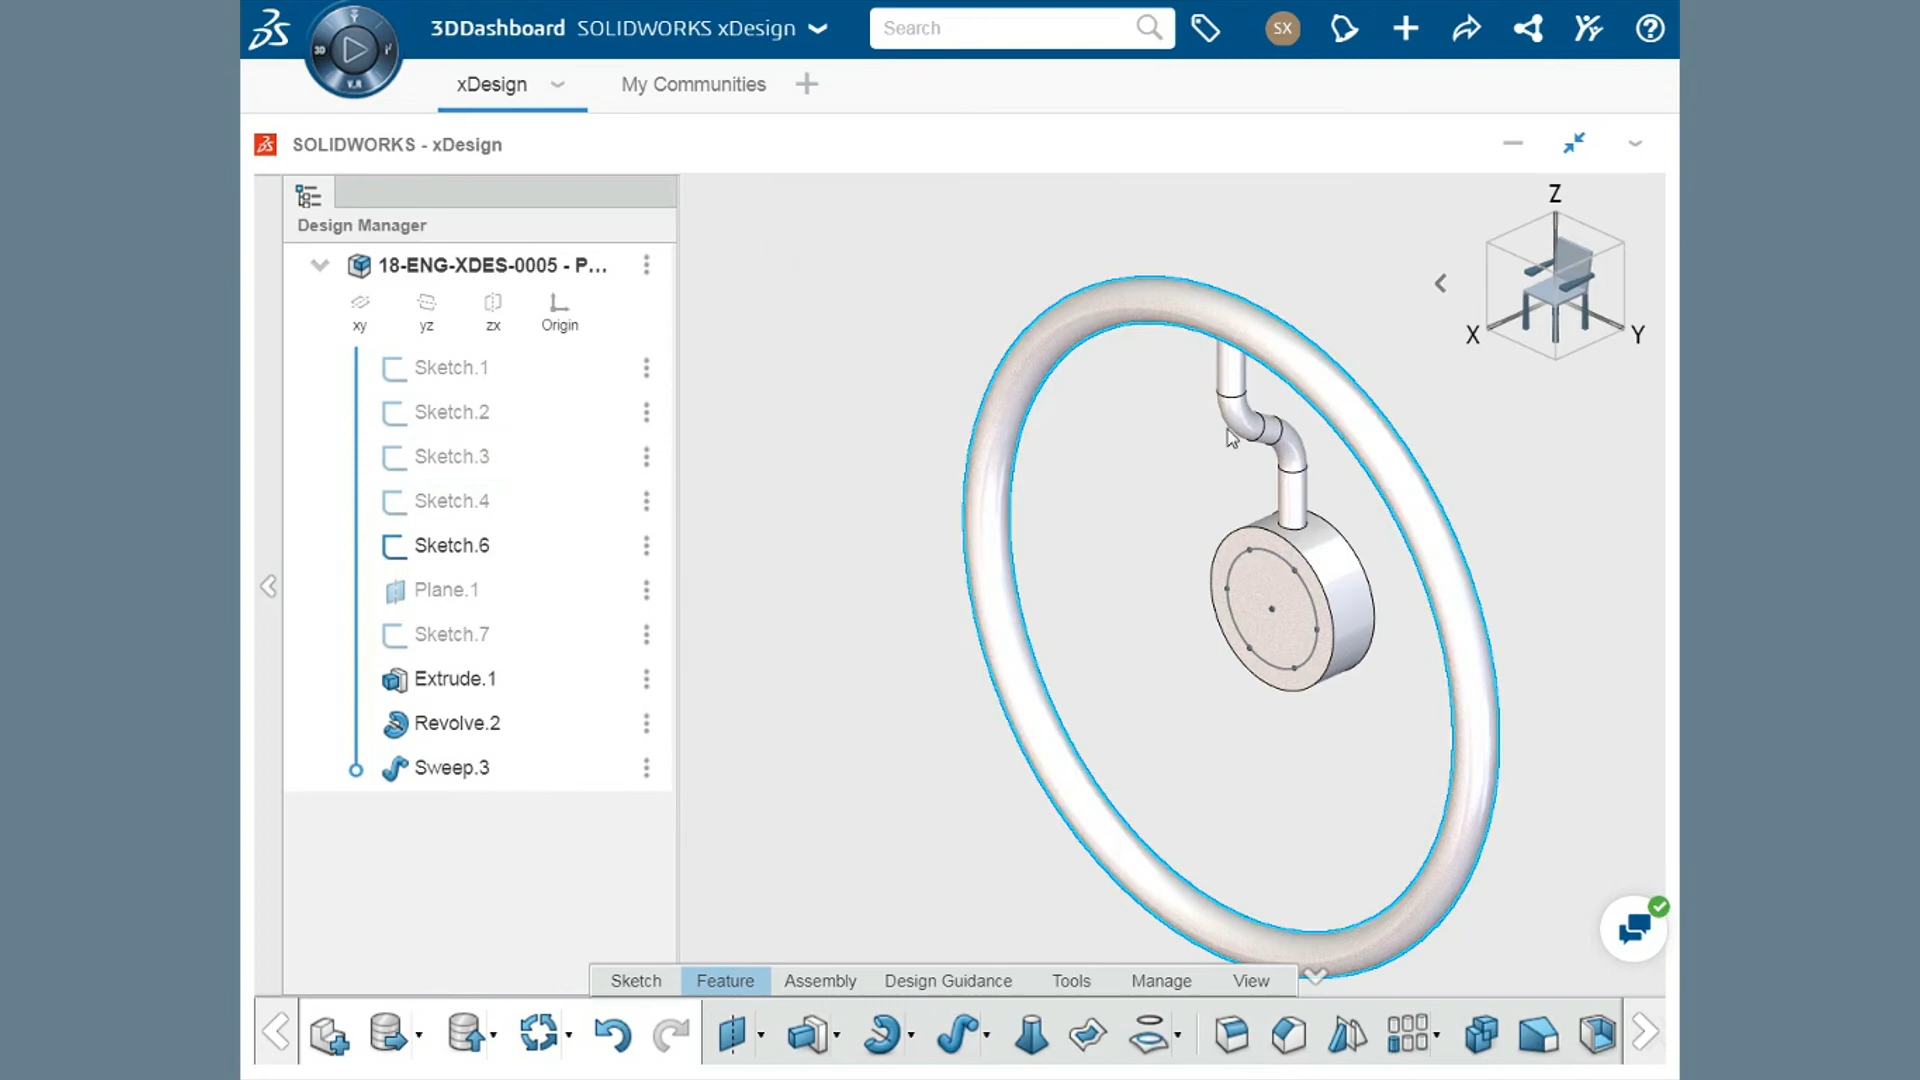 3DDashboard SOLIDWORKS xDesign
Search
SX
3D
V.R
xDesign
My Communities
SOLIDWORKS - xDesign
Design Manager
18-ENG-XDES-0005 - P...
xy
yz
zx
Origin
Sketch.1
Sketch.2
Sketch.3
Sketch.4
Sketch.6
Plane.1
Sketch.7
Extrude.1
Revolve.2
Sweep.3
Z
X
Y
Sketch
Feature
Assembly
Design Guidance
Tools
Manage
View